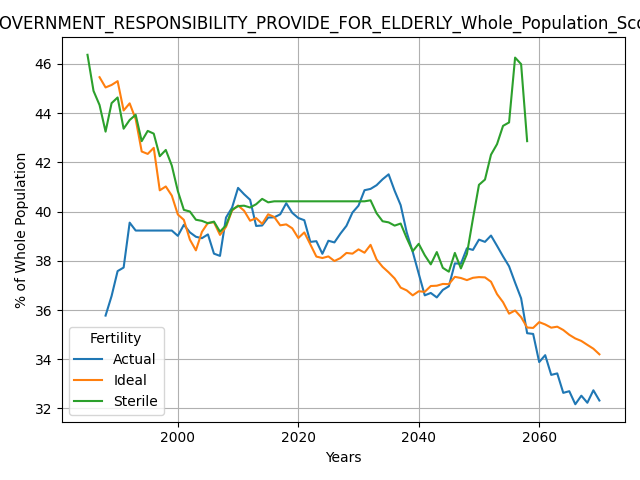 OVERNMENT_RESPONSIBILITY_PROVIDE_FOR_ELDERLY_Whole_Population_Sco
46
44
42
40
38
36
34
32
% of Whole Population
Fertility
Actual
Ideal
Sterile
2000
2020
2040
2060
Years